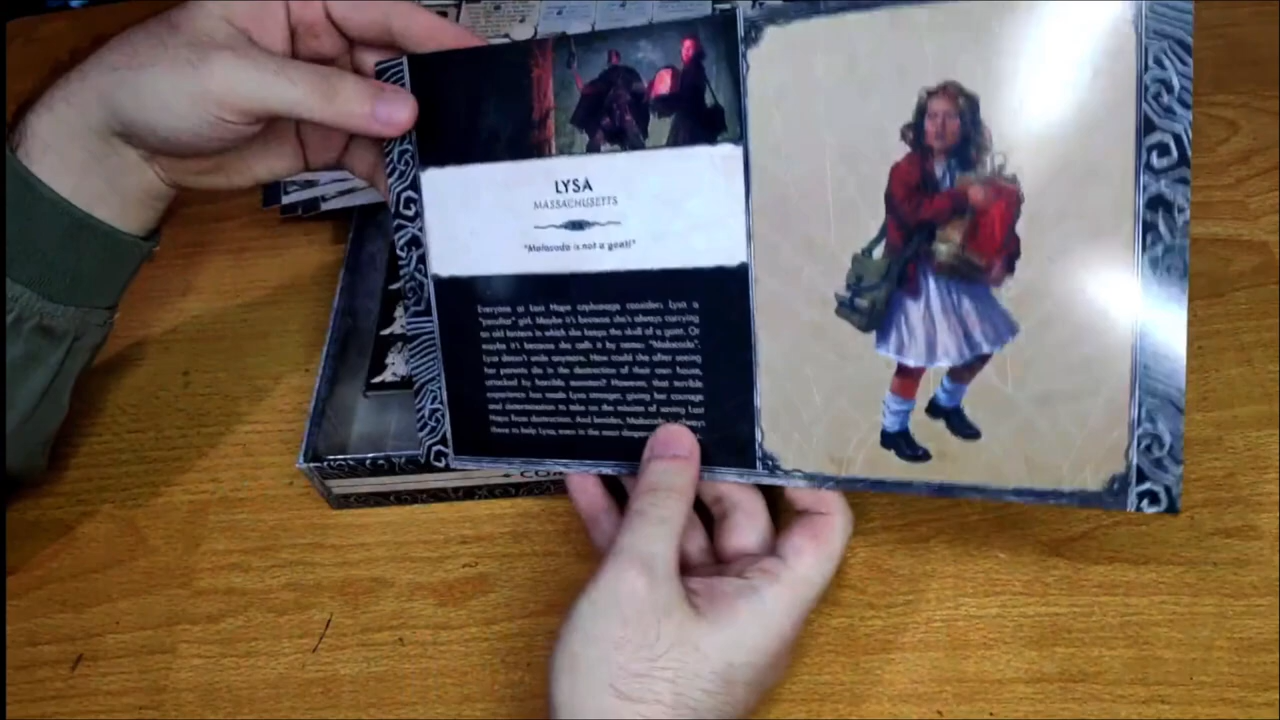 LYSA
MASSACHUSETTS
"Malacoda is not a goat!"
Everyone at Last Hope orphanage considers Lysa a
"peculiar" girl. Maybe it's because she's always carrying
an old lantern in which she keeps the skull of a goat. Or
maybe it's because she calls it by name: "Malacoda".
Lysa doesn't smile anymore. How could she after seeing
her parents die in the destruction of their own house,
attacked by horrible monsters? However, that terrible
experience has made Lysa stronger, giving her courage
and determination to take on the mission of saving Last
Hope from destruction. And besides, Malacoda is always
there to help Lysa, even in the most desperate